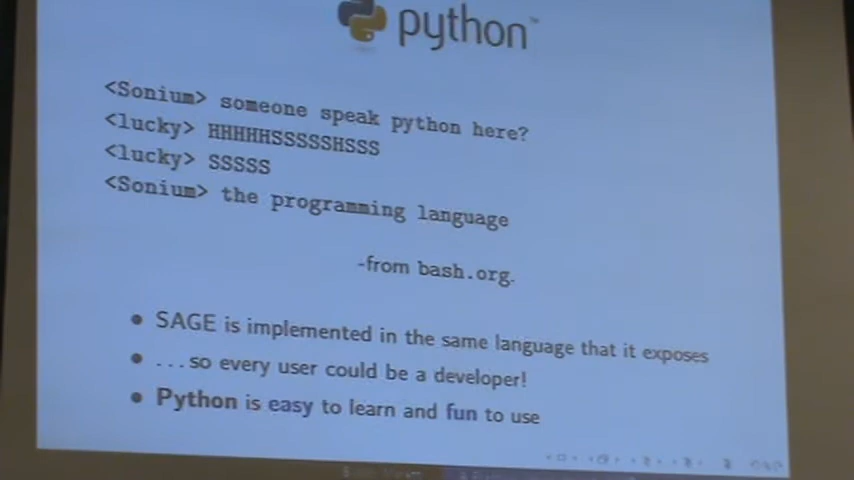 python™
<Sonium> someone speak python here?
<lucky> HHHHHSSSSSHSSS
<lucky> SSSSS
<Sonium> the programming language
-from bash.org.
• SAGE is implemented in the same language that it exposes
• ...so every user could be a developer!
• Python is easy to learn and fun to use